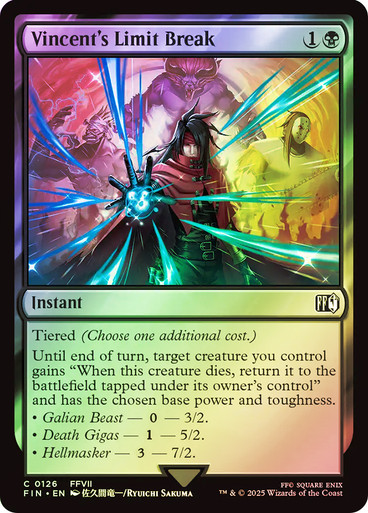 Vincent's Limit Break 1
Instant
Tiered (Choose one additional cost.)
Until end of turn, target creature you control
gains “When this creature dies, return it to the
battlefield tapped under its owner's control”
and has the chosen base power and toughness.
• Galian Beast — 0 — 3/2.
• Death Gigas — 1 — 5/2.
• Hellmasker — 3 — 7/2.
C 0126 FFVII
FIN • EN 佐久間竜一/Ryuichi Sakuma
FF© SQUARE ENIX
™ & © 2025 Wizards of the Coast